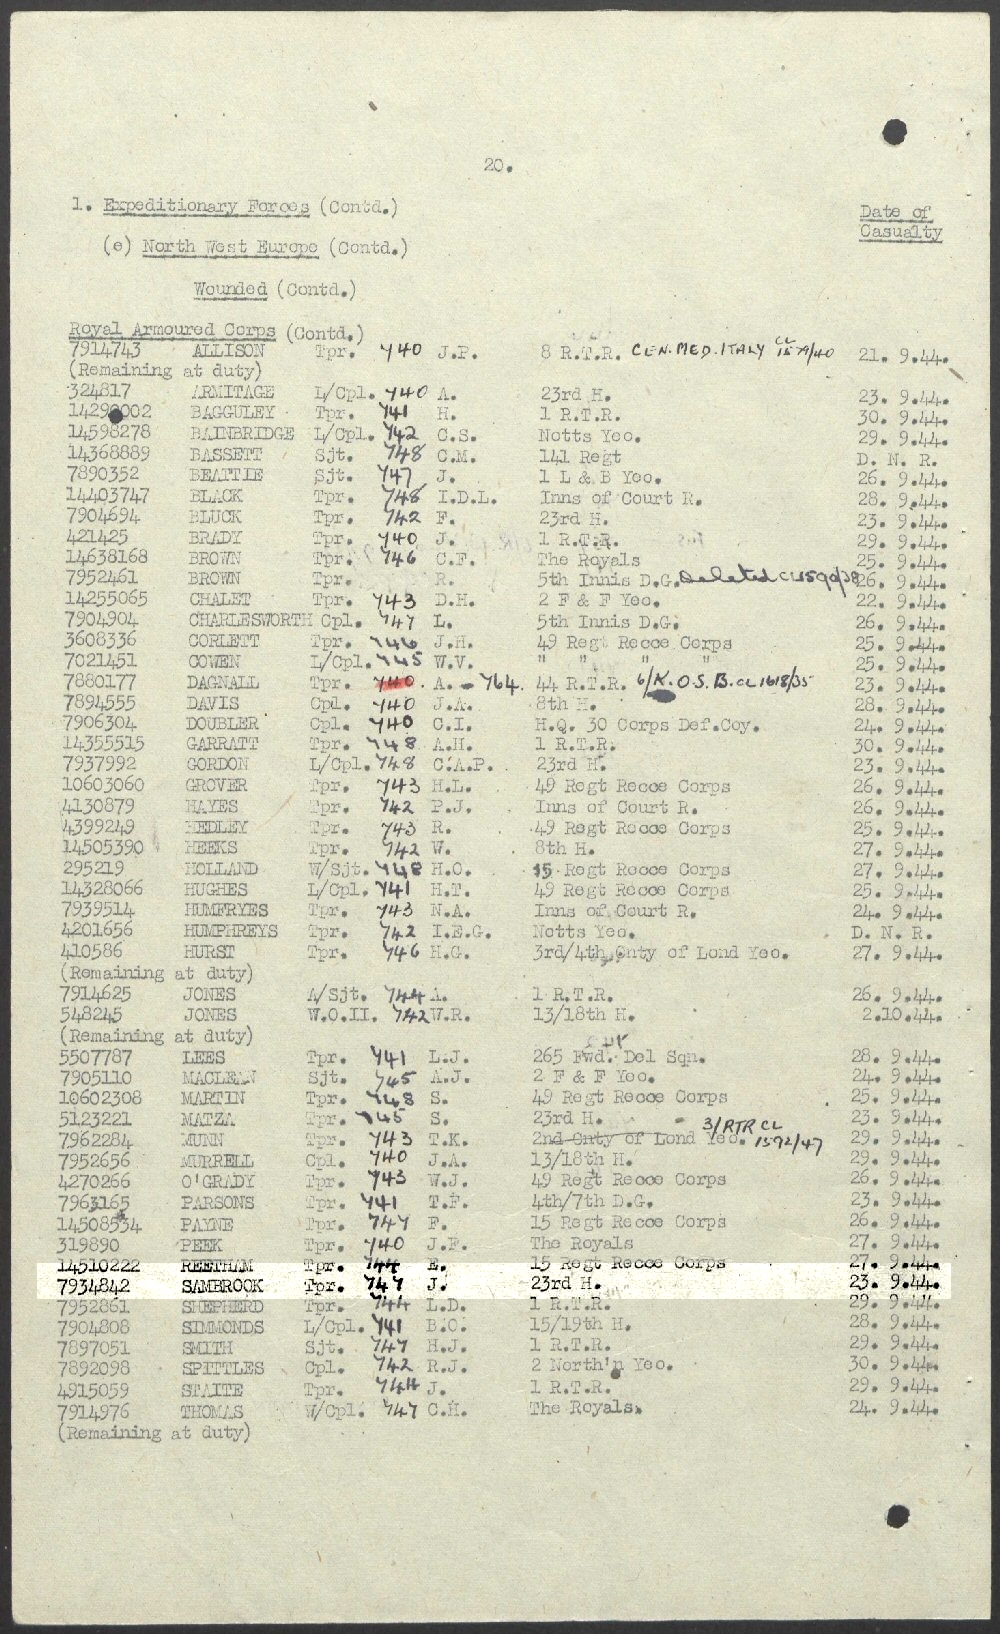 20.
1. Expeditionary Forces (Contd.)
Date of
Casualty
(e) North West Europe (Contd.)
Wounded (Contd.)
Royal Armoured Corps (Contd.)
7914743 ALLISON Tpr. 740 J.P. 8 R.T.R. CEN.MED.ITALY CL 1579/40 21. 9.44.
(Remaining at duty)
324817 ARMITAGE L/Cpl. 740 A. 23rd H. 23. 9.44.
14290002 BAGGULEY Tpr. 741 H. 1 R.T.R. 30. 9.44.
14598278 BAINBRIDGE L/Cpl. 742 C.S. Notts Yeo. 29. 9.44.
14368889 BASSETT Sjt. 748 C.M. 141 Regt D. N. R.
7890352 BEATTIE Sjt. 747 J. 1 L & B Yeo. 26. 9.44.
14403747 BLACK Tpr. 748 I.D.L. Inns of Court R. 28. 9.44.
7904694 BLUCK Tpr. 742 F. 23rd H. 23. 9.44.
421425 BRADY Tpr. 740 J. 1 R.T.R. 29. 9.44.
14638168 BROWN Tpr. 746 C.F. The Royals 25. 9.44.
7952461 BROWN Tpr. R. 5th Innis D.G. Deleted CL1590/38 26. 9.44.
14255065 CHALET Tpr. 743 D.H. 2 F & F Yeo. 22. 9.44.
7904904 CHARLESWORTH Cpl. 747 L. 5th Innis D.G. 26. 9.44.
3608336 CORLETT Tpr. 746 J.H. 49 Regt Recce Corps 25. 9.44.
7021451 COWEN L/Cpl. 745 W.V. " " " " 25. 9.44.
7880177 DAGNALL Tpr. 740. A. - 764. 44 R.T.R. 6/K.O.S.B. CL 1618/35 23. 9.44.
7894555 DAVIS Cpl. 740 J.A. 8th H. 28. 9.44.
7906304 DOUBLER Cpl. 740 C.I. H.Q. 30 Corps Def.Coy. 24. 9.44.
14355515 GARRATT Tpr. 748 A.H. 1 R.T.R. 30. 9.44.
7937992 GORDON L/Cpl. 748 C.A.P. 23rd H. 23. 9.44.
10603060 GROVER Tpr. 743 H.L. 49 Regt Recce Corps 26. 9.44.
4130879 HAYES Tpr. 742 P.J. Inns of Court R. 26. 9.44.
4399249 HEDLEY Tpr. 743 R. 49 Regt Recce Corps 25. 9.44.
14505390 HEEKS Tpr. 742 W. 8th H. 27. 9.44.
295219 HOLLAND W/Sjt. 748 H.O. 15 Regt Recce Corps 27. 9.44.
14328066 HUGHES L/Cpl. 741 H.T. 49 Regt Recce Corps 25. 9.44.
7939514 HUMFRYES Tpr. 743 N.A. Inns of Court R. 24. 9.44.
4201656 HUMPHREYS Tpr. 742 I.E.G. Notts Yeo. D. N. R.
410586 HURST Tpr. 746 H.G. 3rd/4th Cnty of Lond Yeo. 27. 9.44.
(Remaining at duty)
7914625 JONES A/Sjt. 744 A. 1 R.T.R. 26. 9.44.
548245 JONES W.O.II. 742 W.R. 13/18th H. 2.10.44.
(Remaining at duty)
5507787 LEES Tpr. 741 L.J. 265 Fwd. Del Sqn. 28. 9.44.
7905110 MACLEAN Sjt. 745 A.J. 2 F & F Yeo. 24. 9.44.
10602308 MARTIN Tpr. 748 S. 49 Regt Recce Corps 25. 9.44.
5123221 MATZA Tpr. 745 S. 23rd H. 23. 9.44.
7962284 MUNN Tpr. 743 T.K. 2nd Cnty of Lond Yeo. 3/RTR CL 1592/47 29. 9.44.
7952656 MURRELL Cpl. 740 J.A. 13/18th H. 29. 9.44.
4270266 O'GRADY Tpr. 743 W.J. 49 Regt Recce Corps 26. 9.44.
7963165 PARSONS Tpr. 741 T.F. 4th/7th D.G. 23. 9.44.
14508534 PAYNE Tpr. 747 F. 15 Regt Recce Corps 26. 9.44.
319890 PEEK Tpr. 740 J.F. The Royals 27. 9.44.
14510222 REETHAM Tpr. 744 E. 15 Regt Recce Corps 27. 9.44.
7934842 SAMBROOK Tpr. 747 J. 23rd H. 23. 9.44.
7952861 SHEPHERD Tpr. 744 L.D. 1 R.T.R. 29. 9.44.
7904808 SIMMONDS L/Cpl. 741 B.C. 15/19th H. 28. 9.44.
7897051 SMITH Sjt. 747 H.J. 1 R.T.R. 29. 9.44.
7892098 SPITTLES Cpl. 742 R.J. 2 North'n Yeo. 30. 9.44.
4915059 STAITE Tpr. 744 J. 1 R.T.R. 29. 9.44.
7914976 THOMAS W/Cpl. 747 C.H. The Royals. 24. 9.44.
(Remaining at duty)